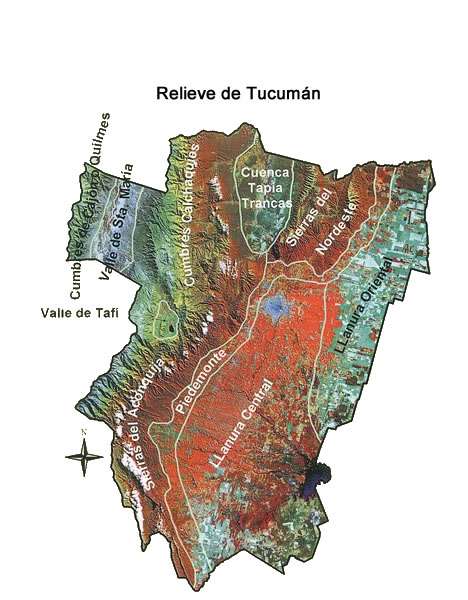 Relieve de Tucumán
Cumbres de Cajón o Quilmes
Valle de Sta. María
Cumbres Calchaquíes
Cuenca
Tapia
Trancas
Sierras del
Nordeste
Valle de Tafí
LLanura Oriental
Sierras del Aconquija
Piedemonte
LLanura Central
N